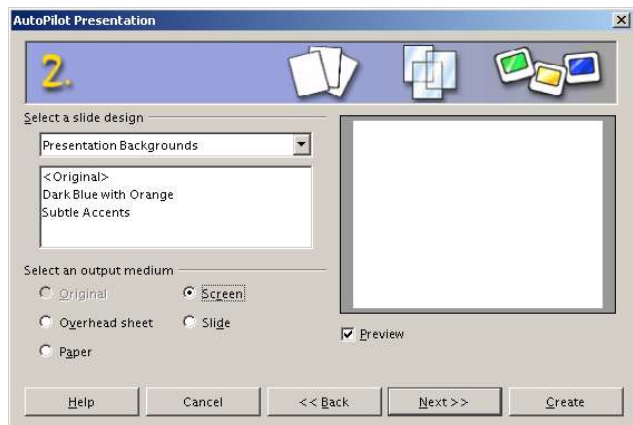 AutoPilot Presentation
2.
Select a slide design
Presentation Backgrounds
<Original>
Dark Blue with Orange
Subtle Accents
Select an output medium
Original Screen
Overhead sheet Slide
Paper
Preview
Help Cancel << Back Next >> Create